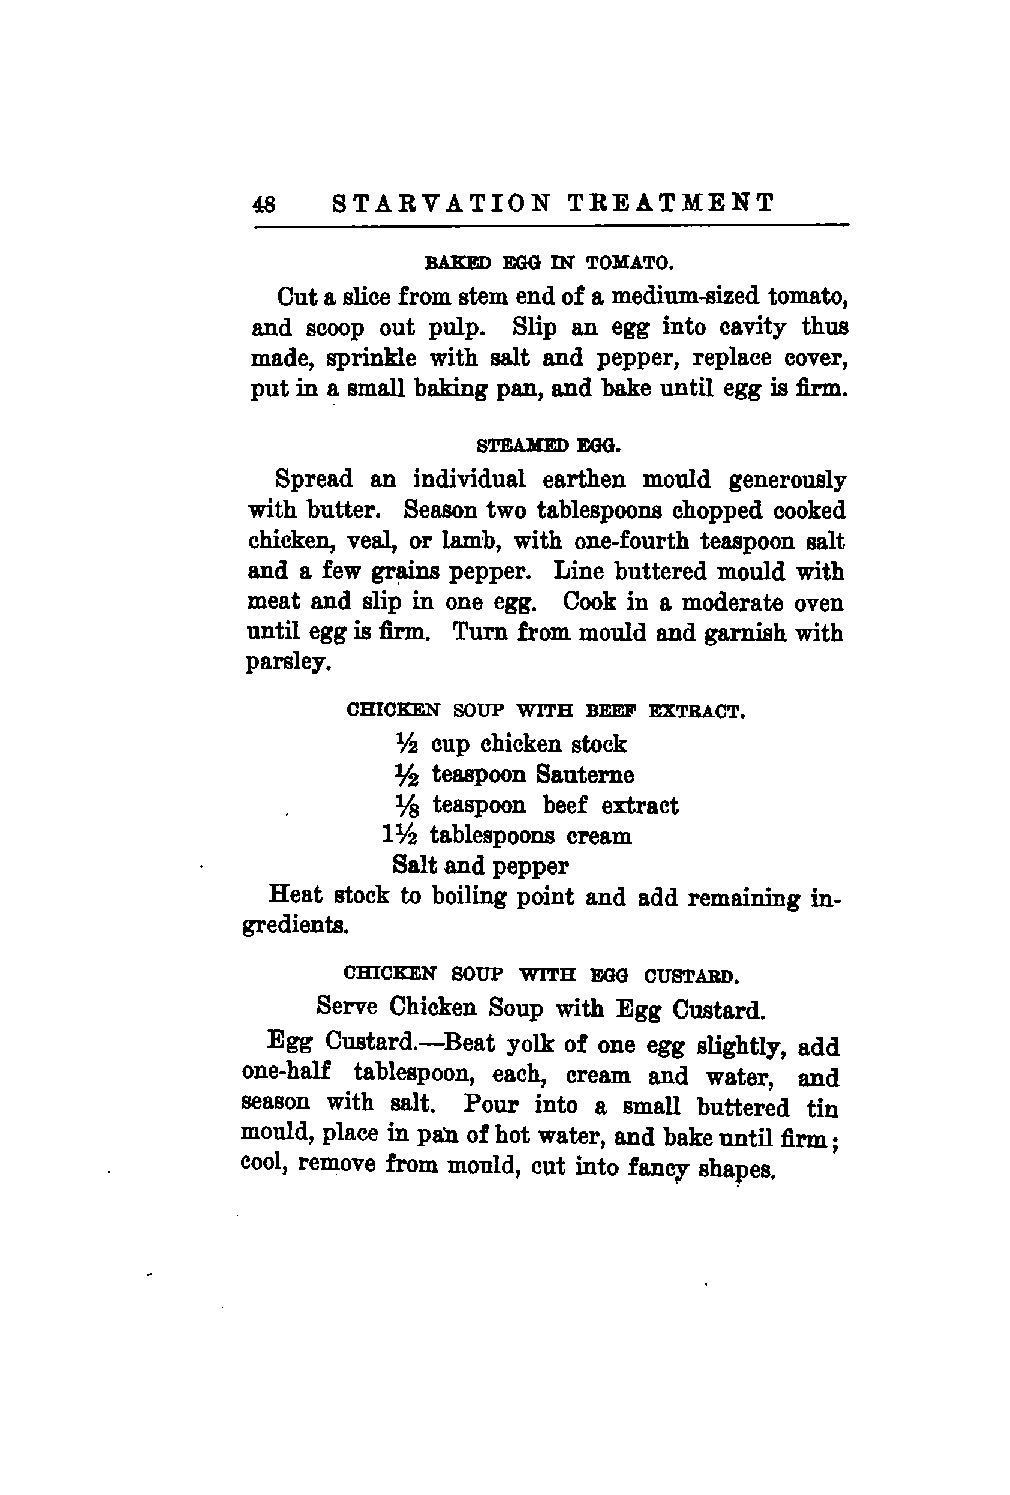 48 STARVATION TREATMENT
BAKED EGG IN TOMATO.
Cut a slice from stem end of a medium-sized tomato,
and scoop out pulp. Slip an egg into cavity thus
made, sprinkle with salt and pepper, replace cover,
put in a small baking pan, and bake until egg is firm.
STEAMED EGG.
Spread an individual earthen mould generously
with butter. Season two tablespoons chopped cooked
chicken, veal, or lamb, with one-fourth teaspoon salt
and a few grains pepper. Line buttered mould with
meat and slip in one egg. Cook in a moderate oven
until egg is firm. Turn from mould and garnish with
parsley.
CHICKEN SOUP WITH BEEF EXTRACT.
½ cup chicken stock
½ teaspoon Sauterne
⅛ teaspoon beef extract
1½ tablespoons cream
Salt and pepper
Heat stock to boiling point and add remaining in-
gredients.
CHICKEN SOUP WITH EGG CUSTARD.
Serve Chicken Soup with Egg Custard.
Egg Custard.—Beat yolk of one egg slightly, add
one-half tablespoon, each, cream and water, and
season with salt. Pour into a small buttered tin
mould, place in pan of hot water, and bake until firm;
cool, remove from mould, cut into fancy shapes.